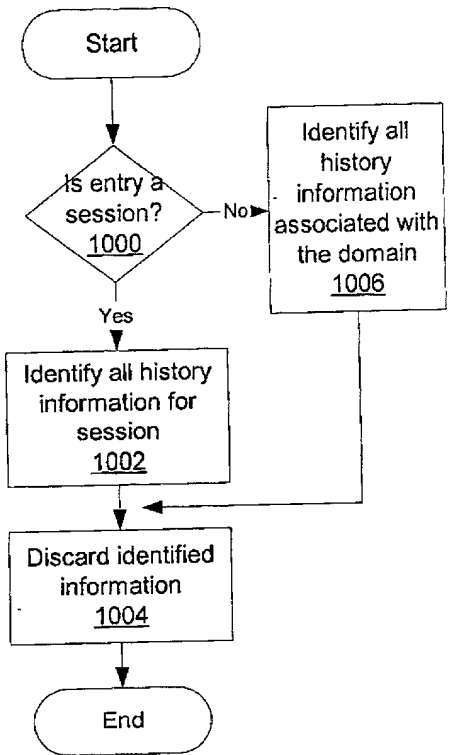 Start
Is entry a
session?
1000
No
Identify all
history
information
associated with
the domain
1006
Yes
Identify all history
information for
session
1002
Discard identified
information
1004
End